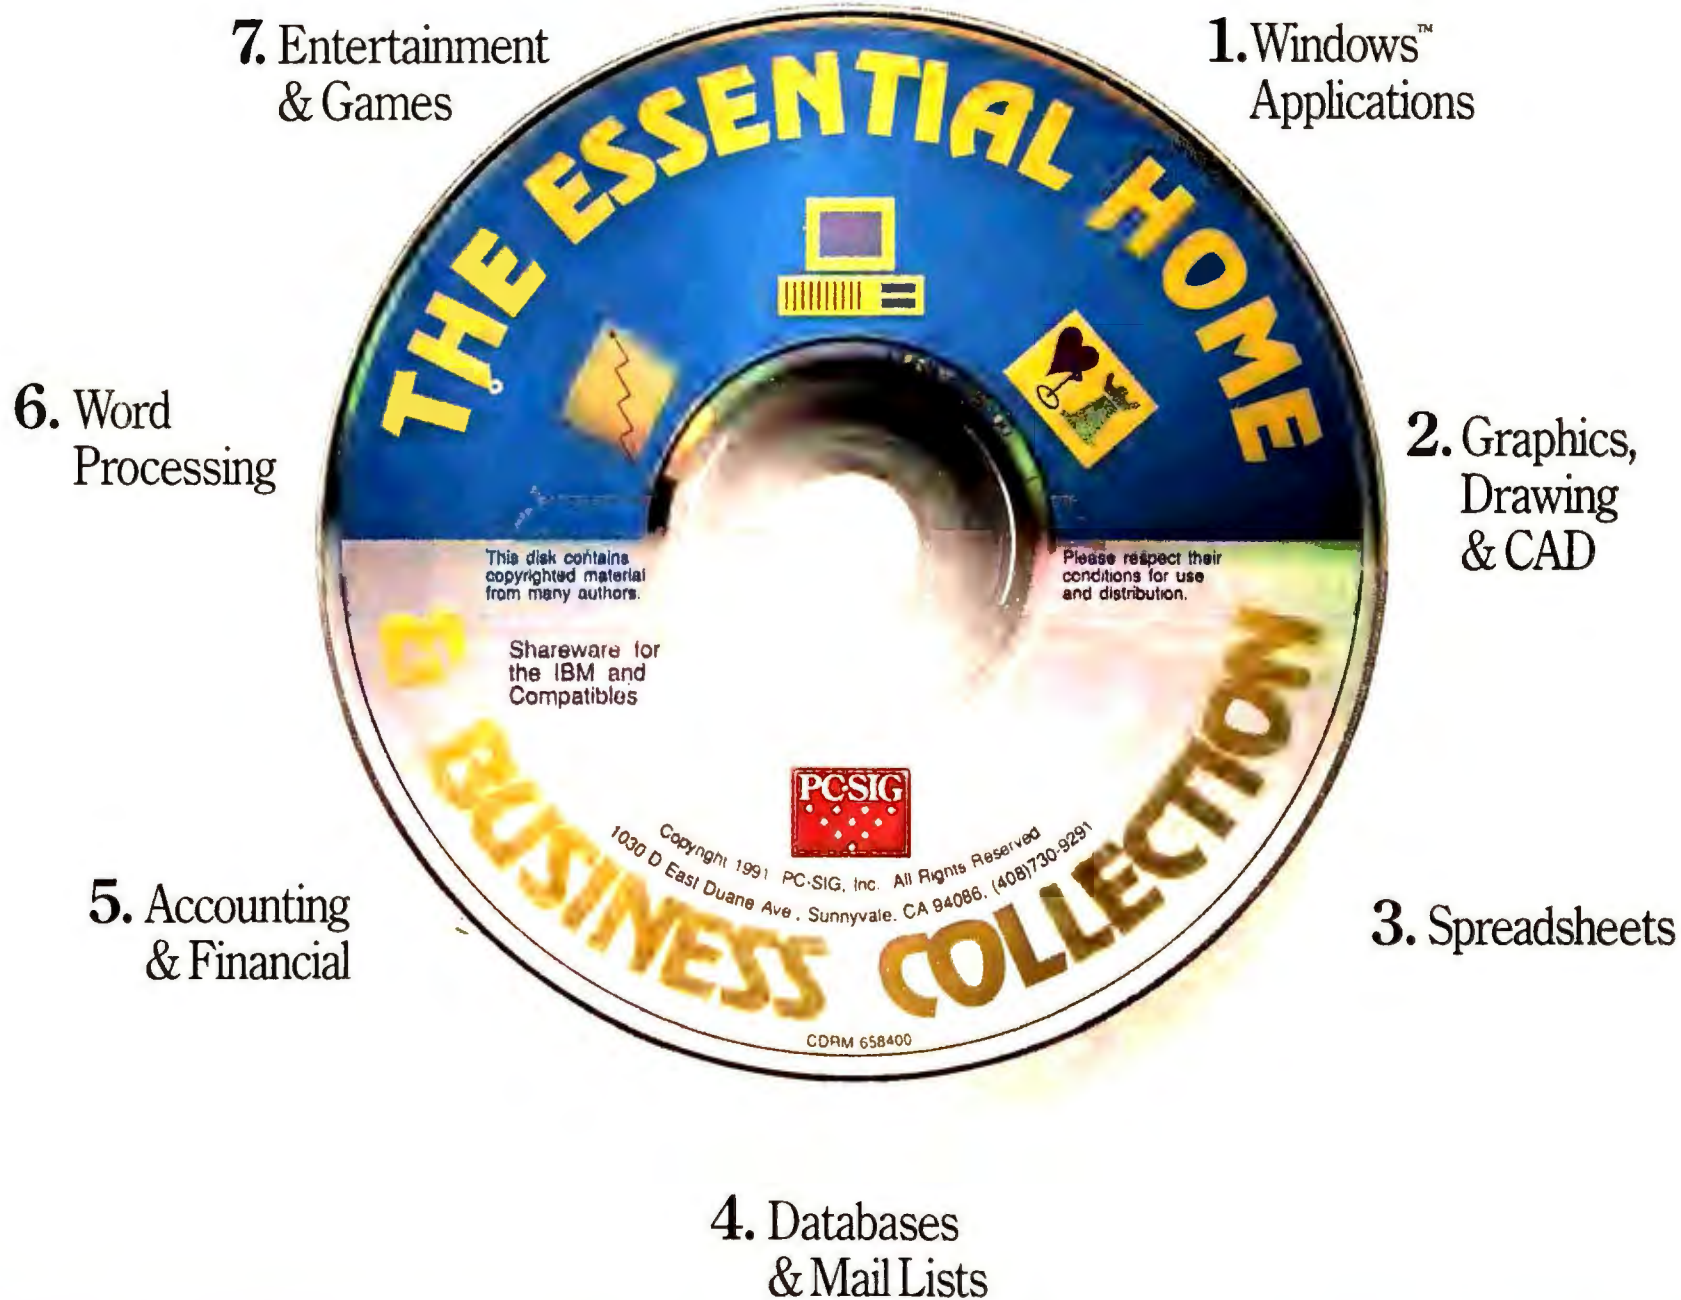 7. Entertainment
& Games
1. Windows™
Applications
6. Word
Processing
2. Graphics,
Drawing
& CAD
5. Accounting
& Financial
3. Spreadsheets
4. Databases
& Mail Lists
THE ESSENTIAL HOME
This disk contains
copyrighted material
from many authors.
Please respect their
conditions for use
and distribution.
Shareware for
the IBM and
Compatibles
& BUSINESS COLLECTION
PC-SIG
Copyright 1991 PC-SIG, Inc. All Rights Reserved
1030 D East Duane Ave., Sunnyvale, CA 94086, (408)730-9291
CDRM 658400